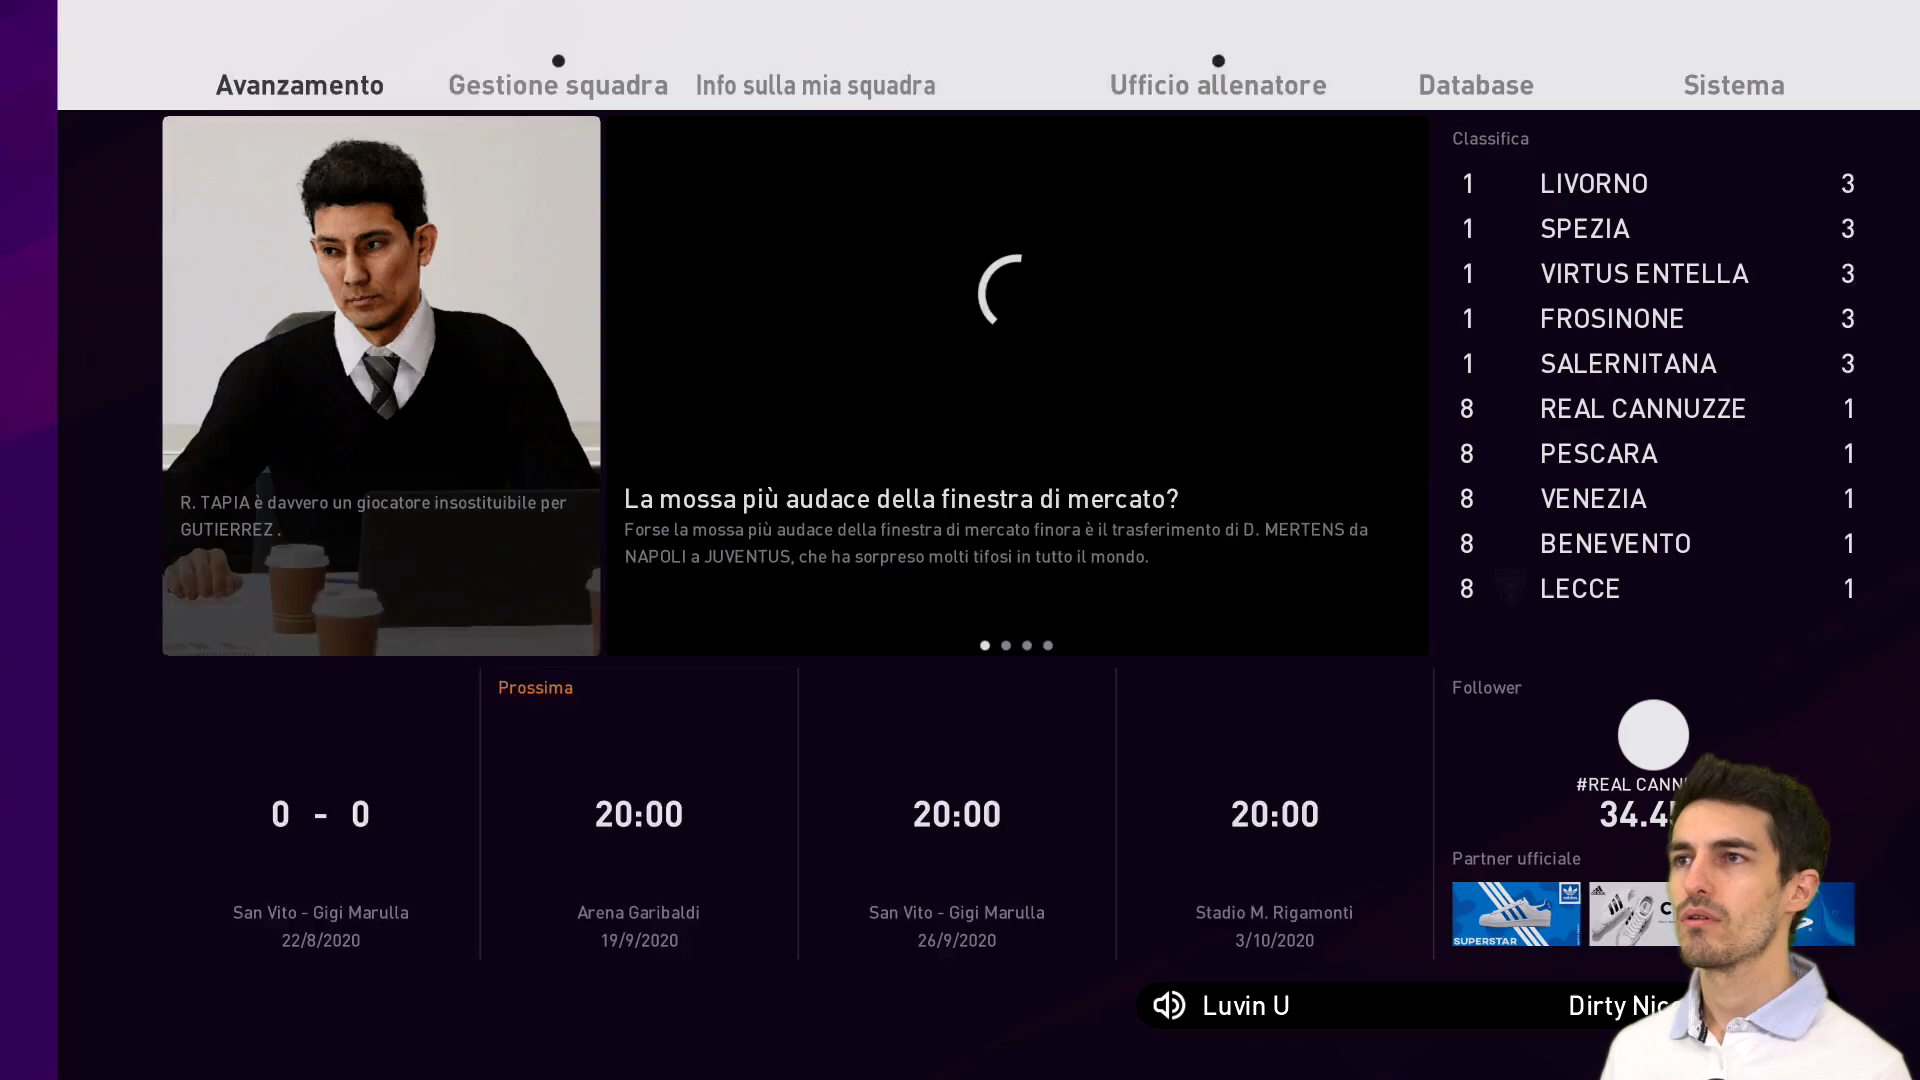 Avanzamento
Gestione squadra
Info sulla mia squadra
Ufficio allenatore
Database
Sistema
R. TAPIA è davvero un giocatore insostituibile per
GUTIERREZ .
La mossa più audace della finestra di mercato?
Forse la mossa più audace della finestra di mercato finora è il trasferimento di D. MERTENS da
NAPOLI a JUVENTUS, che ha sorpreso molti tifosi in tutto il mondo.
Classifica
1 LIVORNO 3
1 SPEZIA 3
1 VIRTUS ENTELLA 3
1 FROSINONE 3
1 SALERNITANA 3
8 REAL CANNUZZE 1
8 PESCARA 1
8 VENEZIA 1
8 BENEVENTO 1
8 LECCE 1
0 - 0
San Vito - Gigi Marulla
22/8/2020
Prossima
20:00
Arena Garibaldi
19/9/2020
20:00
San Vito - Gigi Marulla
26/9/2020
20:00
Stadio M. Rigamonti
3/10/2020
Follower
#REAL
Partner ufficiale
SUPERSTAR
Luvin U
Dirty